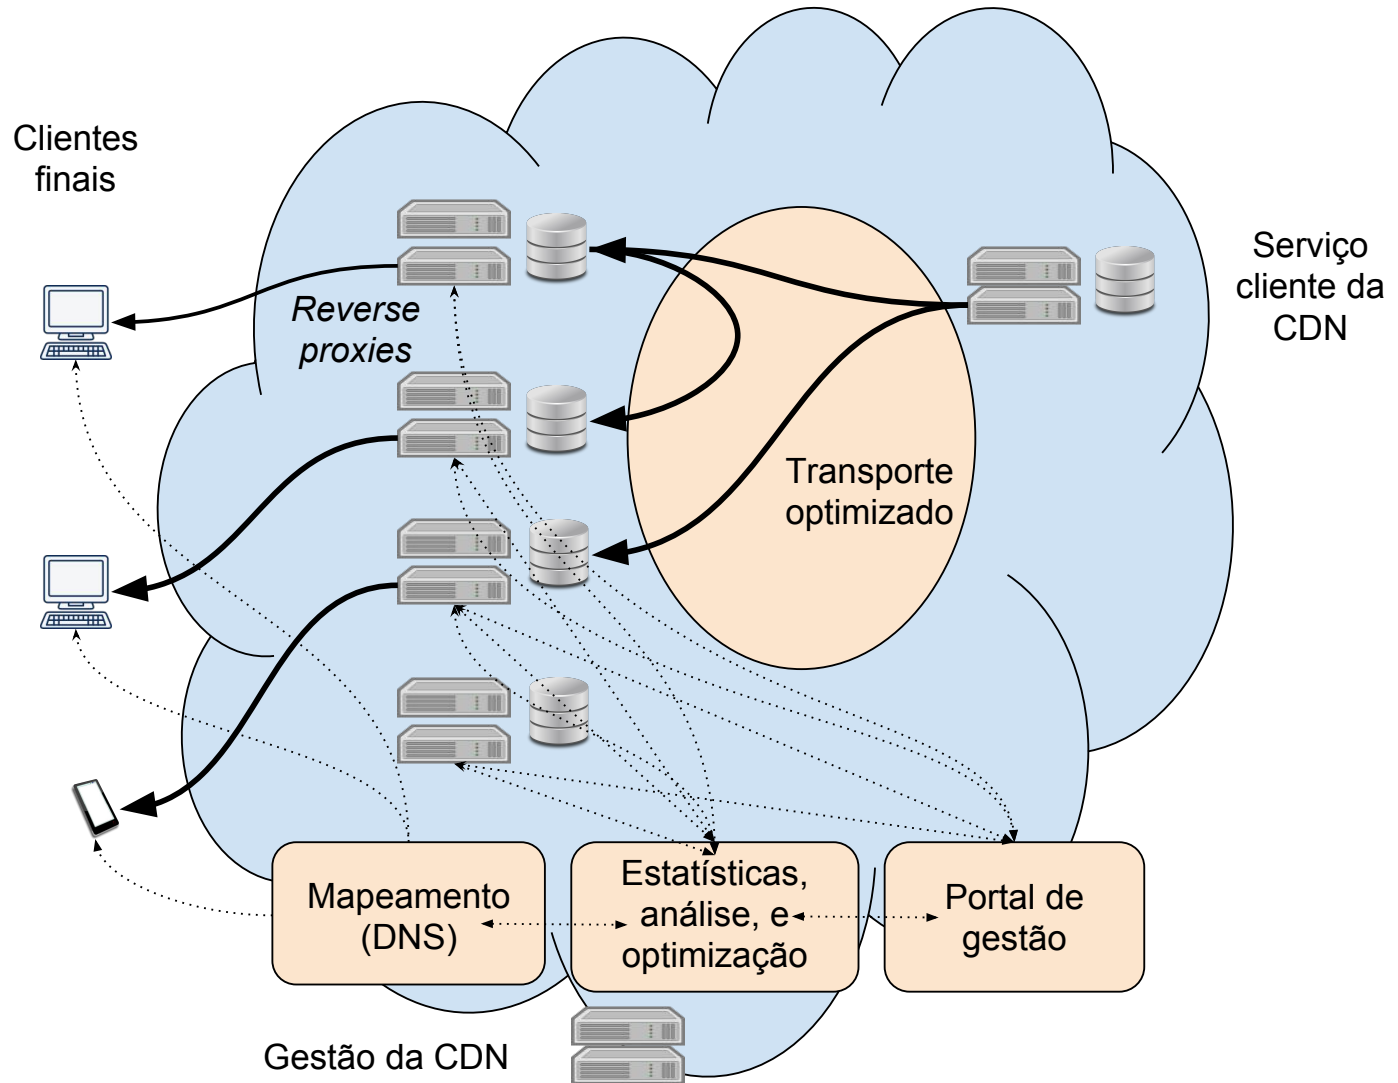 Clientes
finais
Serviço
cliente da
CDN
Reverse
proxies
Transporte
optimizado
Mapeamento
(DNS)
Estatísticas,
análise, e
optimização
Portal de
gestão
Gestão da CDN